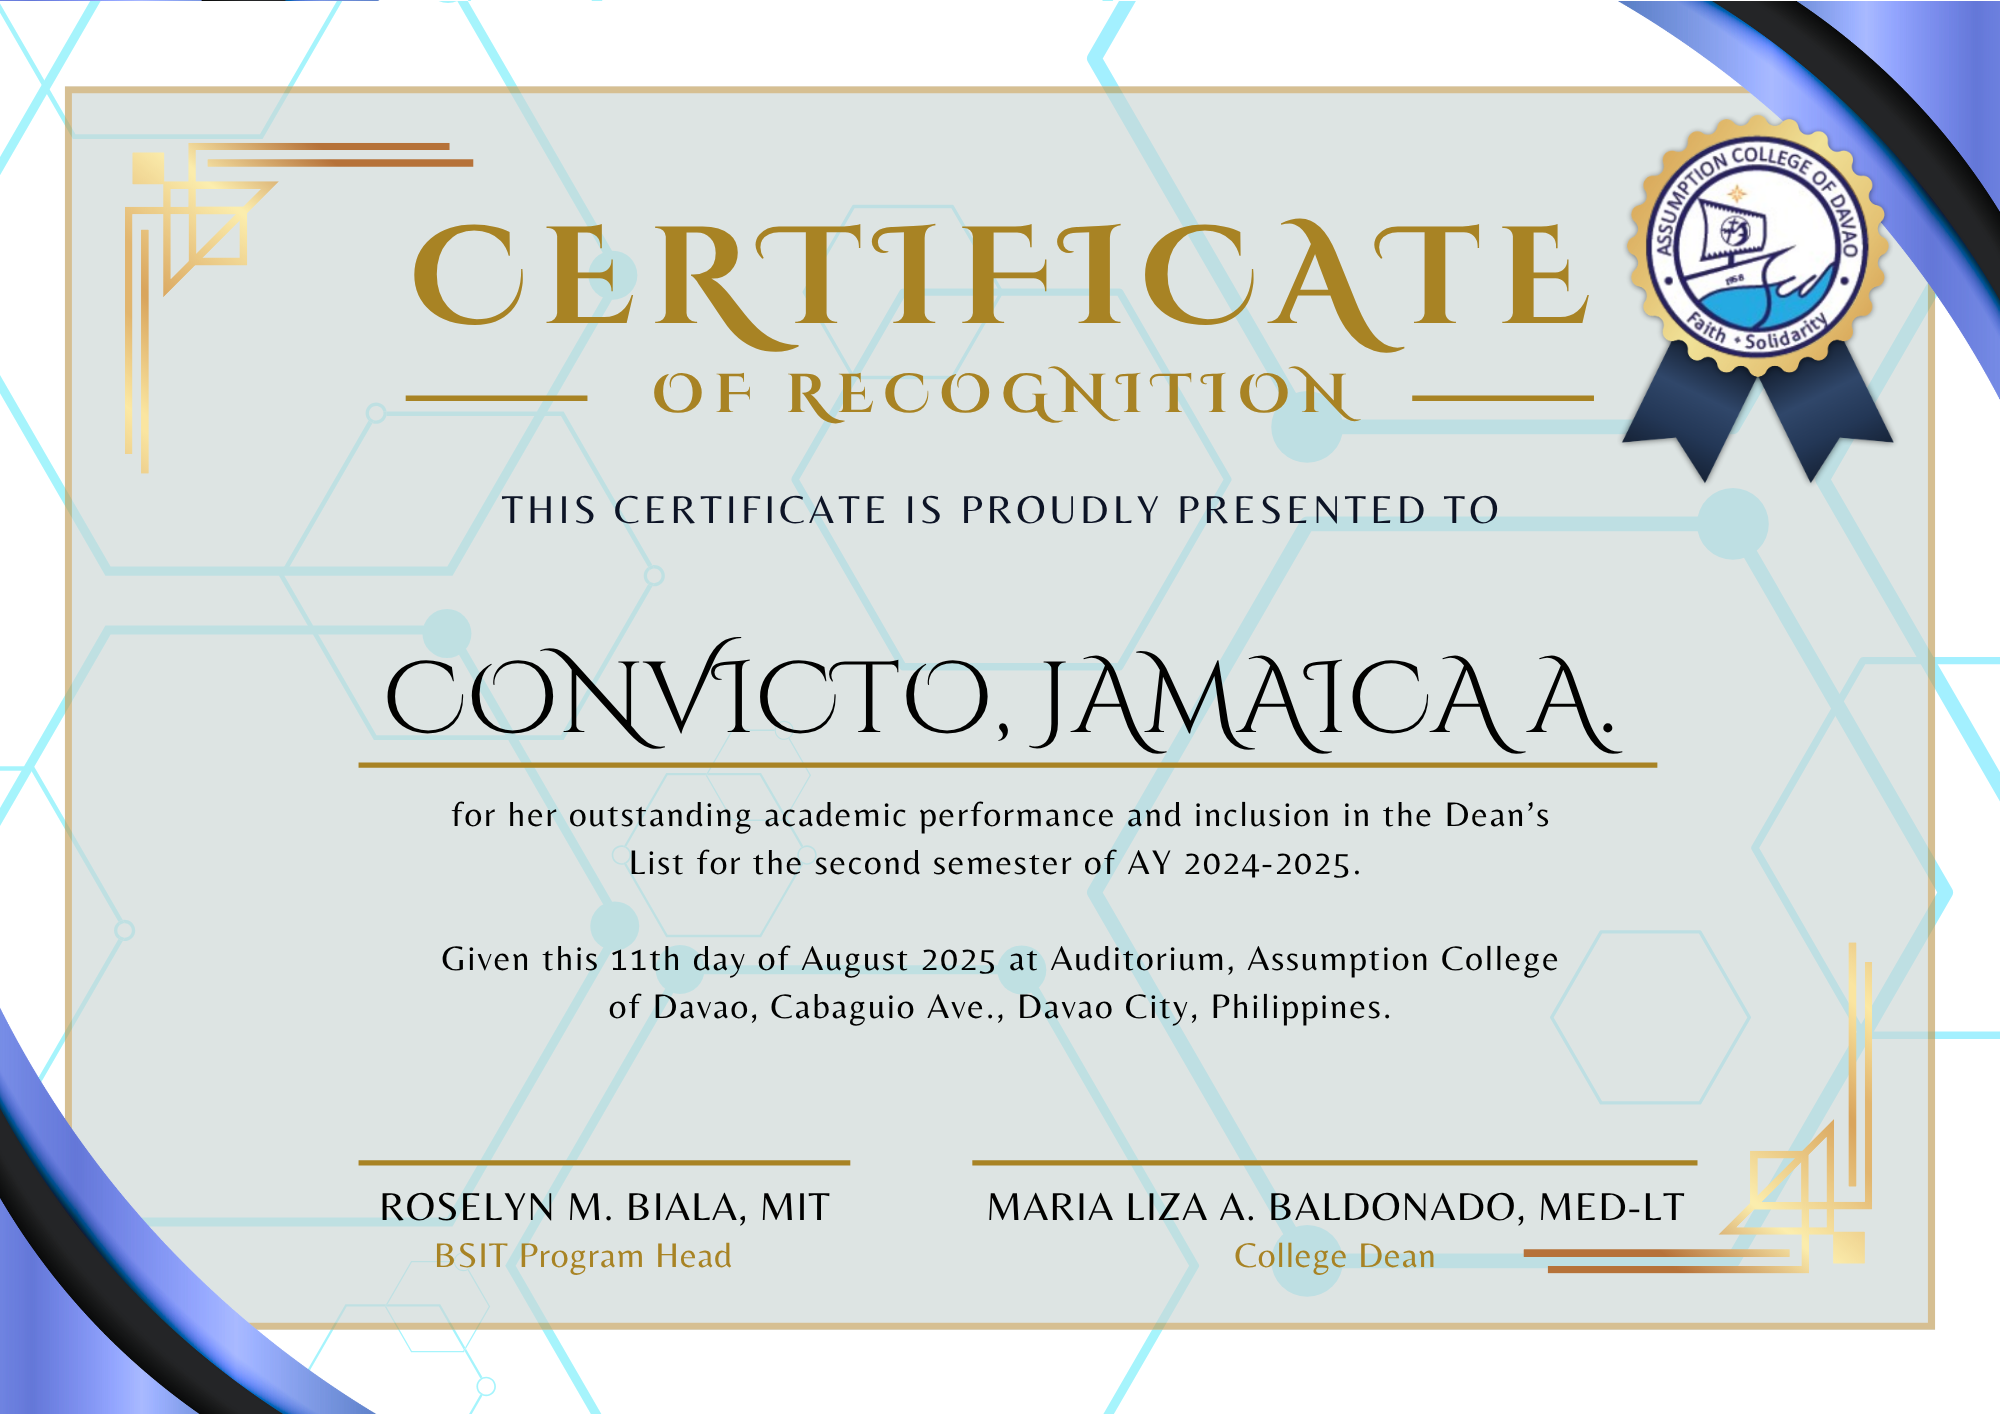 ASSUMPTION COLLEGE OF DAVAO
1958
Faith • Solidarity
CERTIFICATE
OF RECOGNITION
THIS CERTIFICATE IS PROUDLY PRESENTED TO
CONVICTO, JAMAICA A.
for her outstanding academic performance and inclusion in the Dean’s
List for the second semester of AY 2024-2025.
Given this 11th day of August 2025 at Auditorium, Assumption College
of Davao, Cabaguio Ave., Davao City, Philippines.
ROSELYN M. BIALA, MIT
BSIT Program Head
MARIA LIZA A. BALDONADO, MED-LT
College Dean